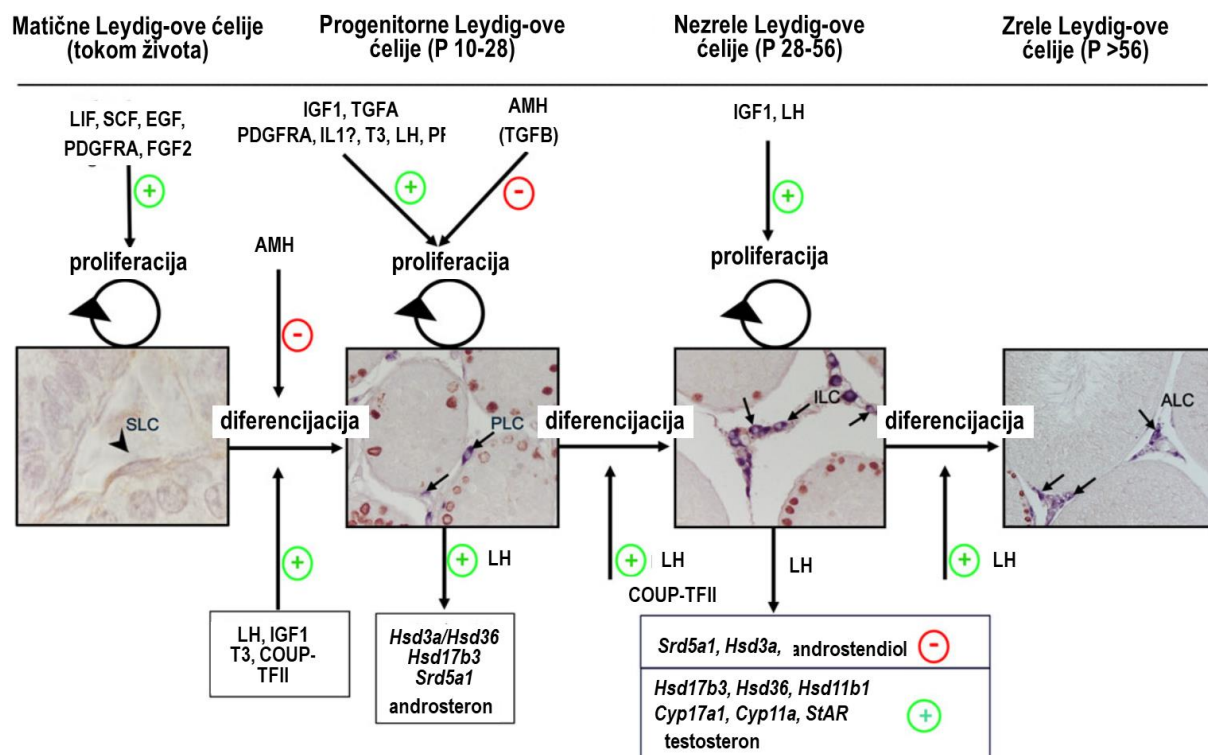 Matične Leydig-ove ćelije
(tokom života)
Progenitorne Leydig-ove
ćelije (P 10-28)
Nezrele Leydig-ove
ćelije (P 28-56)
Zrele Leydig-ove
ćelije (P >56)
LIF, SCF, EGF,
PDGFRA, FGF2
+
proliferacija
IGF1, TGFA
PDGFRA, IL1?, T3, LH, PF
+
AMH
(TGFB)
-
proliferacija
IGF1, LH
+
proliferacija
AMH
-
SLC
diferencijacija
PLC
diferencijacija
ILC
diferencijacija
ALC
+
LH, IGF1
T3, COUP-
TFII
+ LH
Hsd3a/Hsd36
Hsd17b3
Srd5a1
androsteron
+ LH
COUP-TFII
LH
Srd5a1, Hsd3a, androstendiol -
Hsd17b3, Hsd36, Hsd11b1
Cyp17a1, Cyp11a, StAR +
testosteron
+ LH